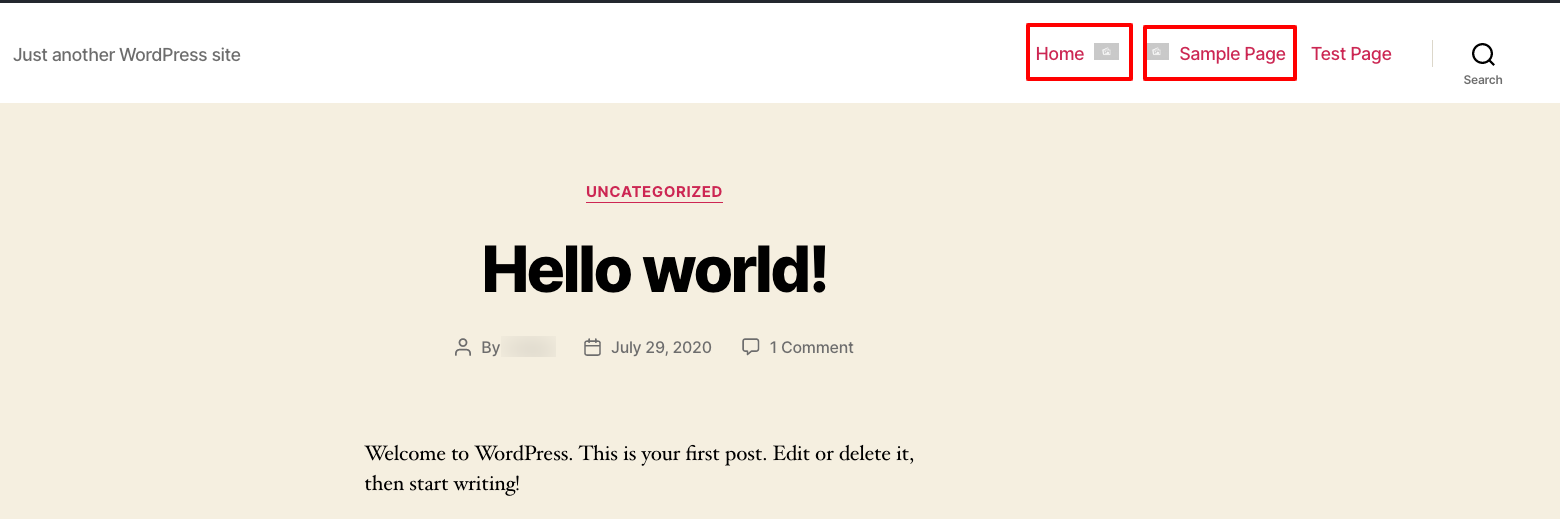 Just another WordPress site
Home
Sample Page
Test Page
Search
UNCATEGORIZED
Hello world!
By
July 29, 2020
1 Comment
Welcome to WordPress. This is your first post. Edit or delete it,
then start writing!